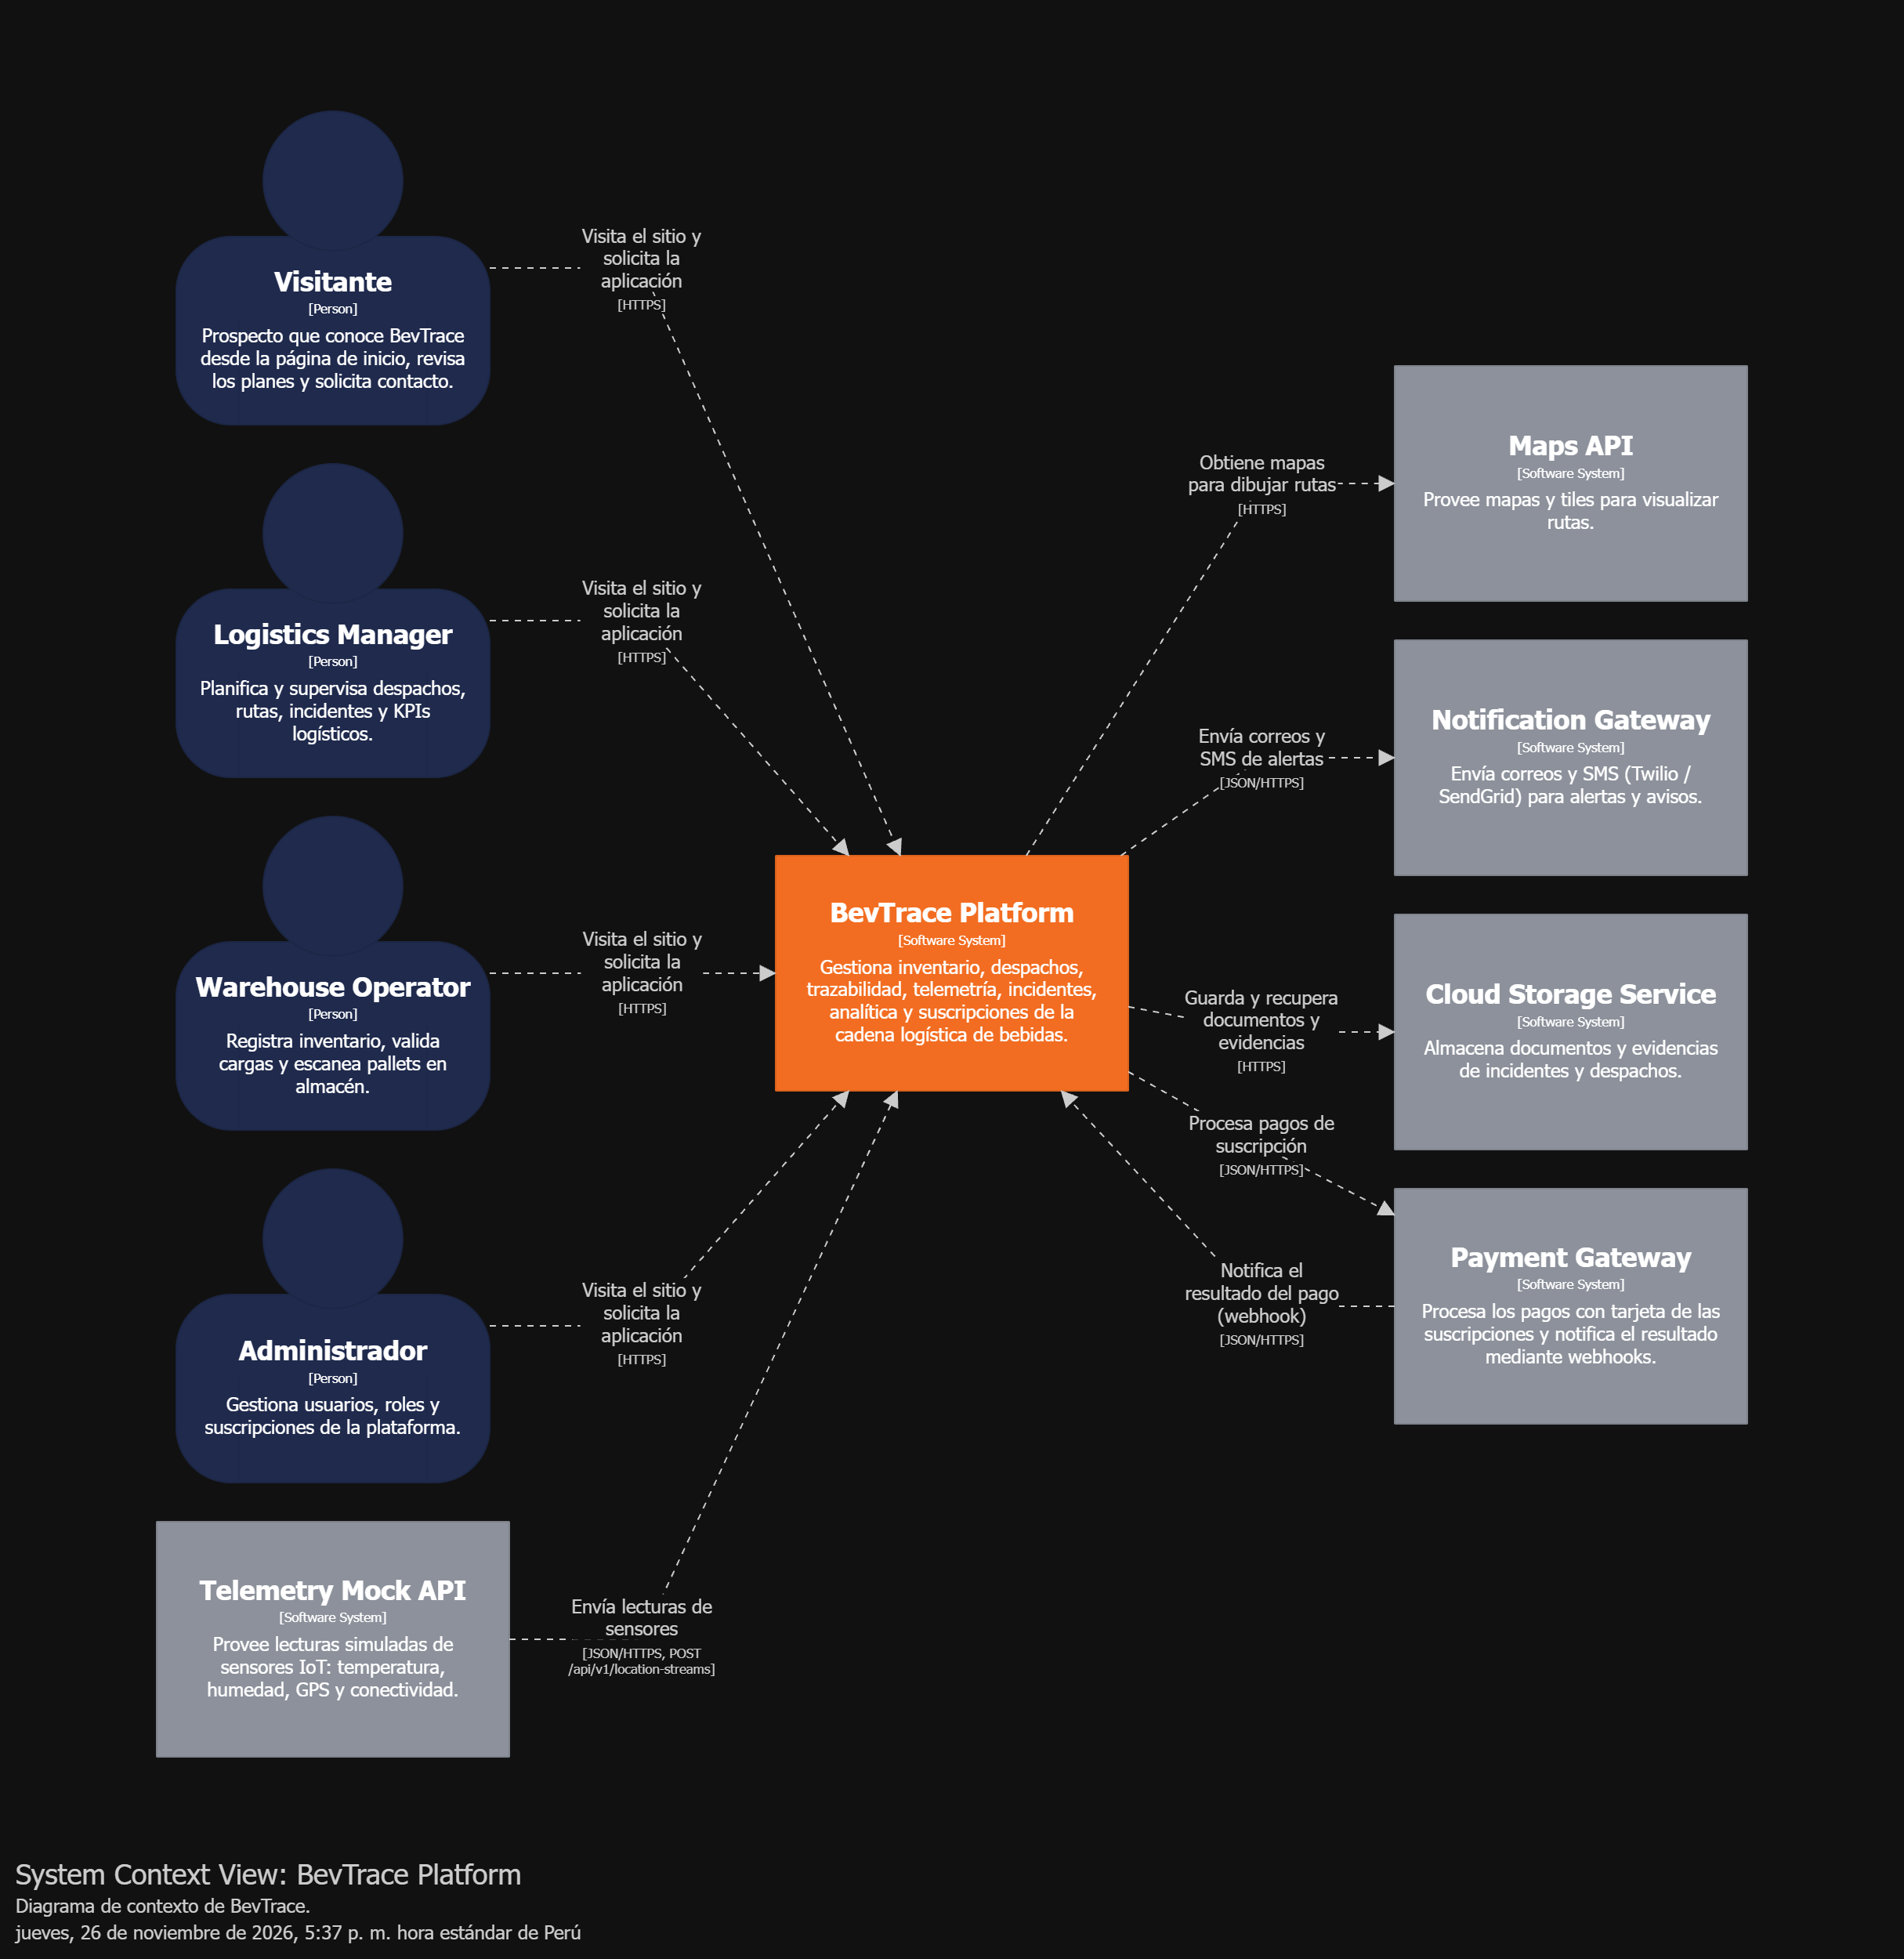 Visitante
[Person]
Prospecto que conoce BevTrace
desde la página de inicio, revisa
los planes y solicita contacto.
Visita el sitio y
solicita la
aplicación
[HTTPS]
Logistics Manager
[Person]
Planifica y supervisa despachos,
rutas, incidentes y KPIs
logísticos.
Visita el sitio y
solicita la
aplicación
[HTTPS]
Warehouse Operator
[Person]
Registra inventario, valida
cargas y escanea pallets en
almacén.
Visita el sitio y
solicita la
aplicación
[HTTPS]
Administrador
[Person]
Gestiona usuarios, roles y
suscripciones de la plataforma.
Visita el sitio y
solicita la
aplicación
[HTTPS]
Telemetry Mock API
[Software System]
Provee lecturas simuladas de
sensores IoT: temperatura,
humedad, GPS y conectividad.
Envía lecturas de
sensores
[JSON/HTTPS, POST
/api/v1/location-streams]
BevTrace Platform
[Software System]
Gestiona inventario, despachos,
trazabilidad, telemetría, incidentes,
analítica y suscripciones de la
cadena logística de bebidas.
Obtiene mapas
para dibujar rutas
[HTTPS]
Maps API
[Software System]
Provee mapas y tiles para visualizar
rutas.
Envía correos y
SMS de alertas
[JSON/HTTPS]
Notification Gateway
[Software System]
Envía correos y SMS (Twilio /
SendGrid) para alertas y avisos.
Guarda y recupera
documentos y
evidencias
[HTTPS]
Cloud Storage Service
[Software System]
Almacena documentos y evidencias
de incidentes y despachos.
Procesa pagos de
suscripción
[JSON/HTTPS]
Notifica el
resultado del pago
(webhook)
[JSON/HTTPS]
Payment Gateway
[Software System]
Procesa los pagos con tarjeta de las
suscripciones y notifica el resultado
mediante webhooks.
System Context View: BevTrace Platform
Diagrama de contexto de BevTrace.
jueves, 26 de noviembre de 2026, 5:37 p. m. hora estándar de Perú